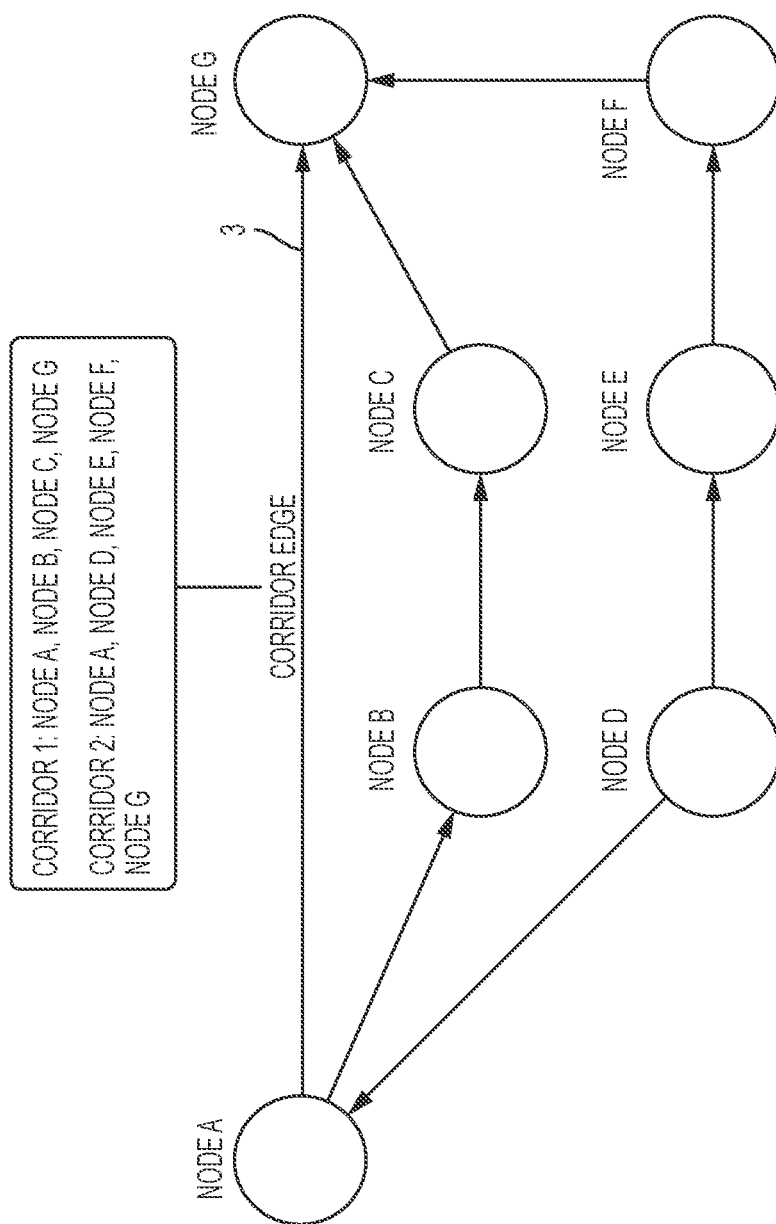 CORRIDOR 1: NODE A, NODE B, NODE C, NODE G
CORRIDOR 2: NODE A, NODE D, NODE E, NODE F,
NODE G
CORRIDOR EDGE
3
NODE A
NODE G
NODE B
NODE C
NODE D
NODE E
NODE F